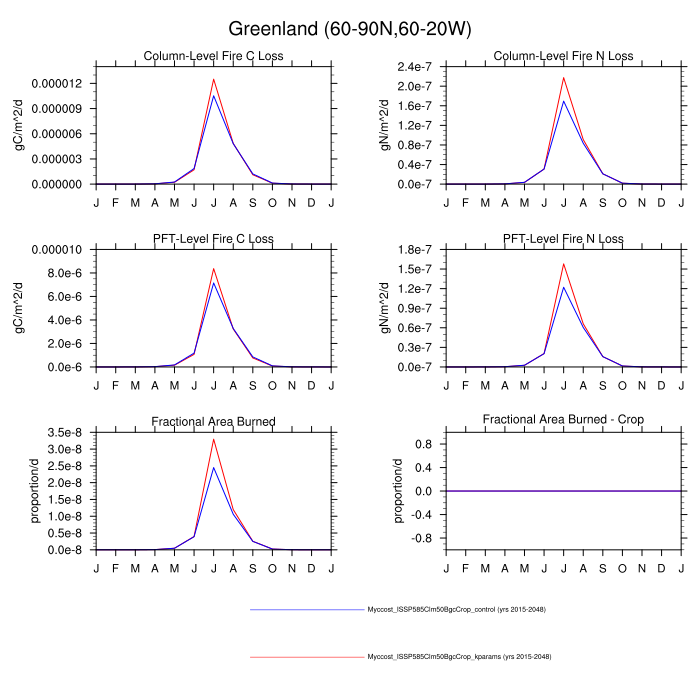 Greenland (60-90N,60-20W)
Column-Level Fire C Loss
gC/m^2/d
0.000012
0.000009
0.000006
0.000003
0.000000
J F M A M J J A S O N D J
Column-Level Fire N Loss
gN/m^2/d
2.4e-7
2.0e-7
1.6e-7
1.2e-7
0.8e-7
0.4e-7
0.0e-7
J F M A M J J A S O N D J
PFT-Level Fire C Loss
gC/m^2/d
0.000010
8.0e-6
6.0e-6
4.0e-6
2.0e-6
0.0e-6
J F M A M J J A S O N D J
PFT-Level Fire N Loss
gN/m^2/d
1.8e-7
1.5e-7
1.2e-7
0.9e-7
0.6e-7
0.3e-7
0.0e-7
J F M A M J J A S O N D J
Fractional Area Burned
proportion/d
3.5e-8
3.0e-8
2.5e-8
2.0e-8
1.5e-8
1.0e-8
0.5e-8
0.0e-8
J F M A M J J A S O N D J
Fractional Area Burned - Crop
proportion/d
0.8
0.4
0.0
-0.4
-0.8
J F M A M J J A S O N D J
Myccost_ISSP585Clm50BgcCrop_control (yrs 2015-2048)
Myccost_ISSP585Clm50BgcCrop_kparams (yrs 2015-2048)